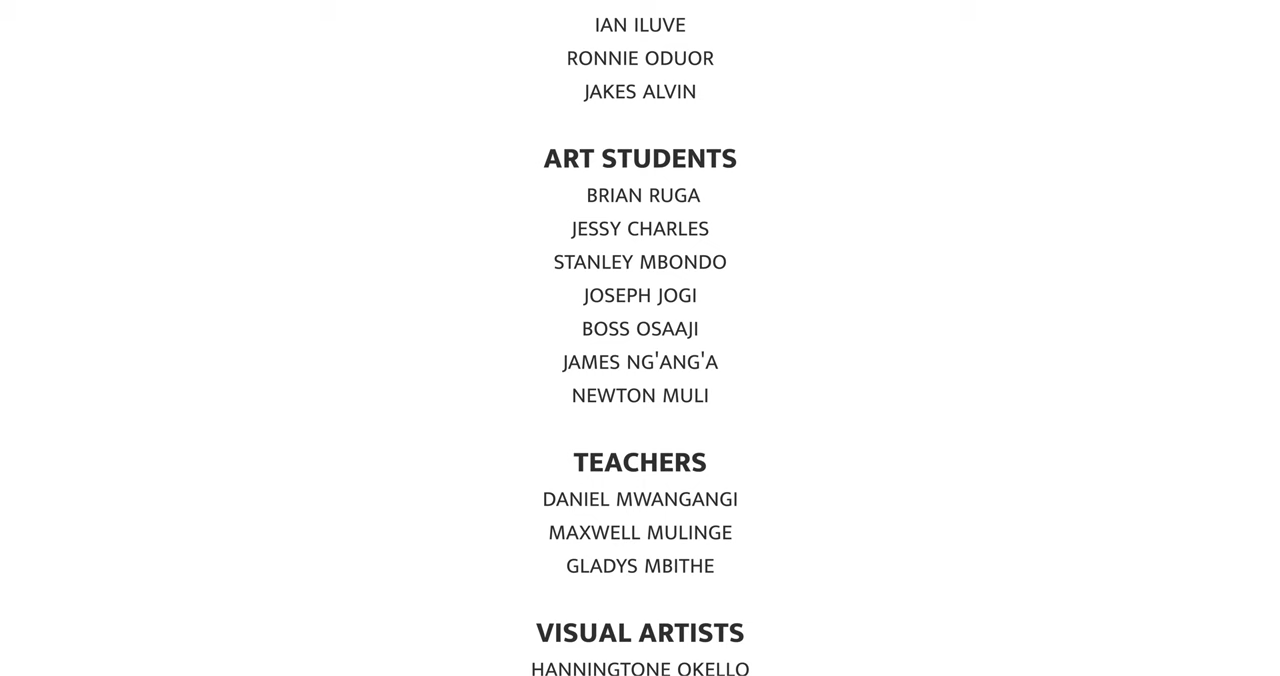 IAN ILUVE
RONNIE ODUOR
JAKES ALVIN
ART STUDENTS
BRIAN RUGA
JESSY CHARLES
STANLEY MBONDO
JOSEPH JOGI
BOSS OSAAJI
JAMES NG'ANG'A
NEWTON MULI
TEACHERS
DANIEL MWANGANGI
MAXWELL MULINGE
GLADYS MBITHE
VISUAL ARTISTS
HANNINGTONE OKELLO